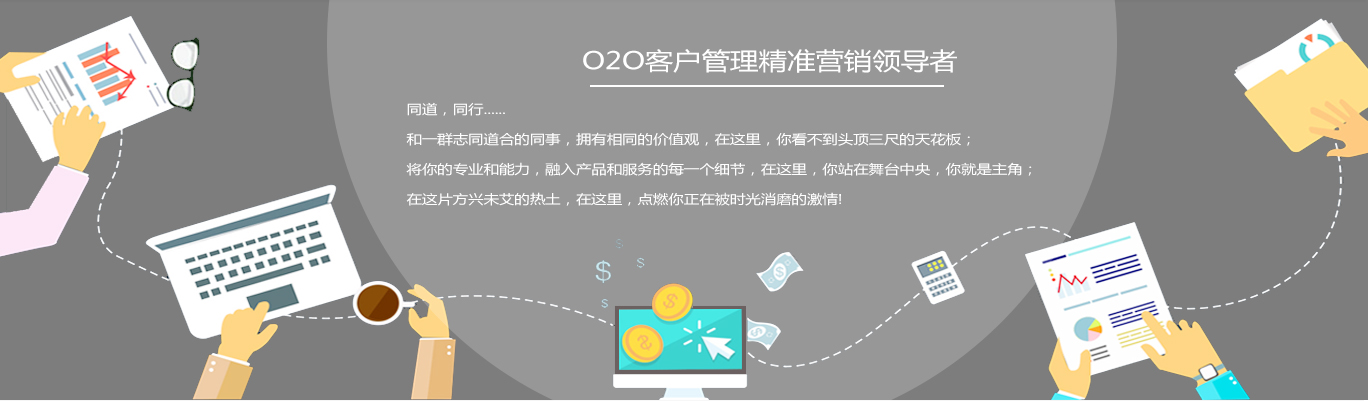 O2O客户管理精准营销领导者
同道，同行......
和一群志同道合的同事，拥有相同的价值观，在这里，你看不到头顶三尺的天花板；
将你的专业和能力，融入产品和服务的每一个细节，在这里，你站在舞台中央，你就是主角；
在这片方兴未艾的热土，在这里，点燃你正在被时光消磨的激情!